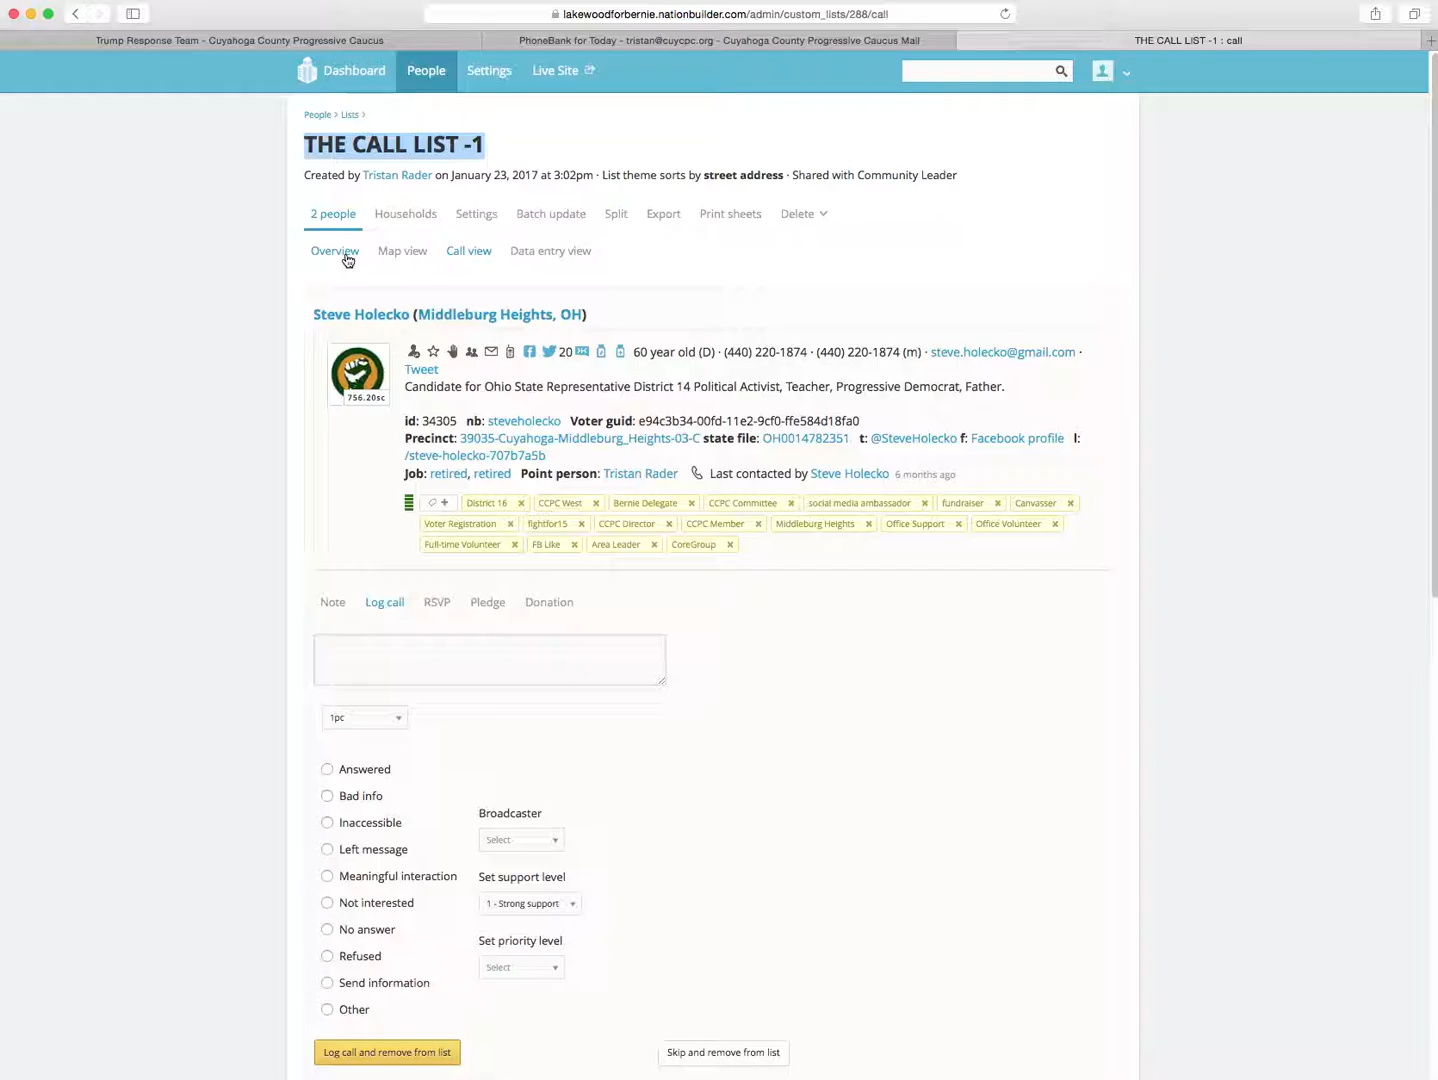 lakewoodforbernie.nationbuilder.com/admin/custom_lists/288/call
Trump Response Team - Cuyahoga County Progressive Caucus
PhoneBank for Today - tristan@cuycpc.org - Cuyahoga County Progressive Caucus Mail
THE CALL LIST -1 : call
Dashboard People Settings Live Site
People > Lists >
THE CALL LIST -1
Created by Tristan Rader on January 23, 2017 at 3:02pm · List theme sorts by street address · Shared with Community Leader
2 people Households Settings Batch update Split Export Print sheets Delete
Overview Map view Call view Data entry view
Steve Holecko (Middleburg Heights, OH)
20 60 year old (D) · (440) 220-1874 · (440) 220-1874 (m) · steve.holecko@gmail.com ·
Tweet
Candidate for Ohio State Representative District 14 Political Activist, Teacher, Progressive Democrat, Father.
756.20sc
id: 34305 nb: steveholecko Voter guid: e94c3b34-00fd-11e2-9cf0-ffe584d18fa0
Precinct: 39035-Cuyahoga-Middleburg_Heights-03-C state file: OH0014782351 t: @SteveHolecko f: Facebook profile l:
/steve-holecko-707b7a5b
Job: retired, retired Point person: Tristan Rader Last contacted by Steve Holecko 6 months ago
District 16 × CCPC West × Bernie Delegate × CCPC Committee × social media ambassador × fundraiser × Canvasser ×
Voter Registration × fightfor15 × CCPC Director × CCPC Member × Middleburg Heights × Office Support × Office Volunteer ×
Full-time Volunteer × FB Like × Area Leader × CoreGroup ×
Note Log call RSVP Pledge Donation
1pc
Answered
Bad info
Inaccessible
Left message
Meaningful interaction
Not interested
No answer
Refused
Send information
Other
Broadcaster
Select
Set support level
1 - Strong support
Set priority level
Select
Log call and remove from list
Skip and remove from list